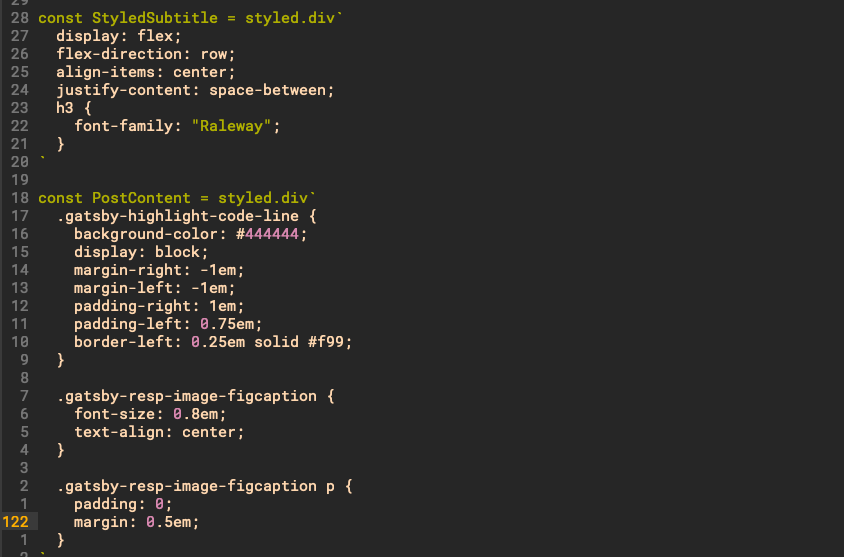 29
28 const StyledSubtitle = styled.div`
27   display: flex;
26   flex-direction: row;
25   align-items: center;
24   justify-content: space-between;
23   h3 {
22     font-family: "Raleway";
21   }
20 `
19
18 const PostContent = styled.div`
17   .gatsby-highlight-code-line {
16     background-color: #444444;
15     display: block;
14     margin-right: -1em;
13     margin-left: -1em;
12     padding-right: 1em;
11     padding-left: 0.75em;
10     border-left: 0.25em solid #f99;
9   }
8
7   .gatsby-resp-image-figcaption {
6     font-size: 0.8em;
5     text-align: center;
4   }
3
2   .gatsby-resp-image-figcaption p {
1     padding: 0;
122     margin: 0.5em;
1   }
2 `